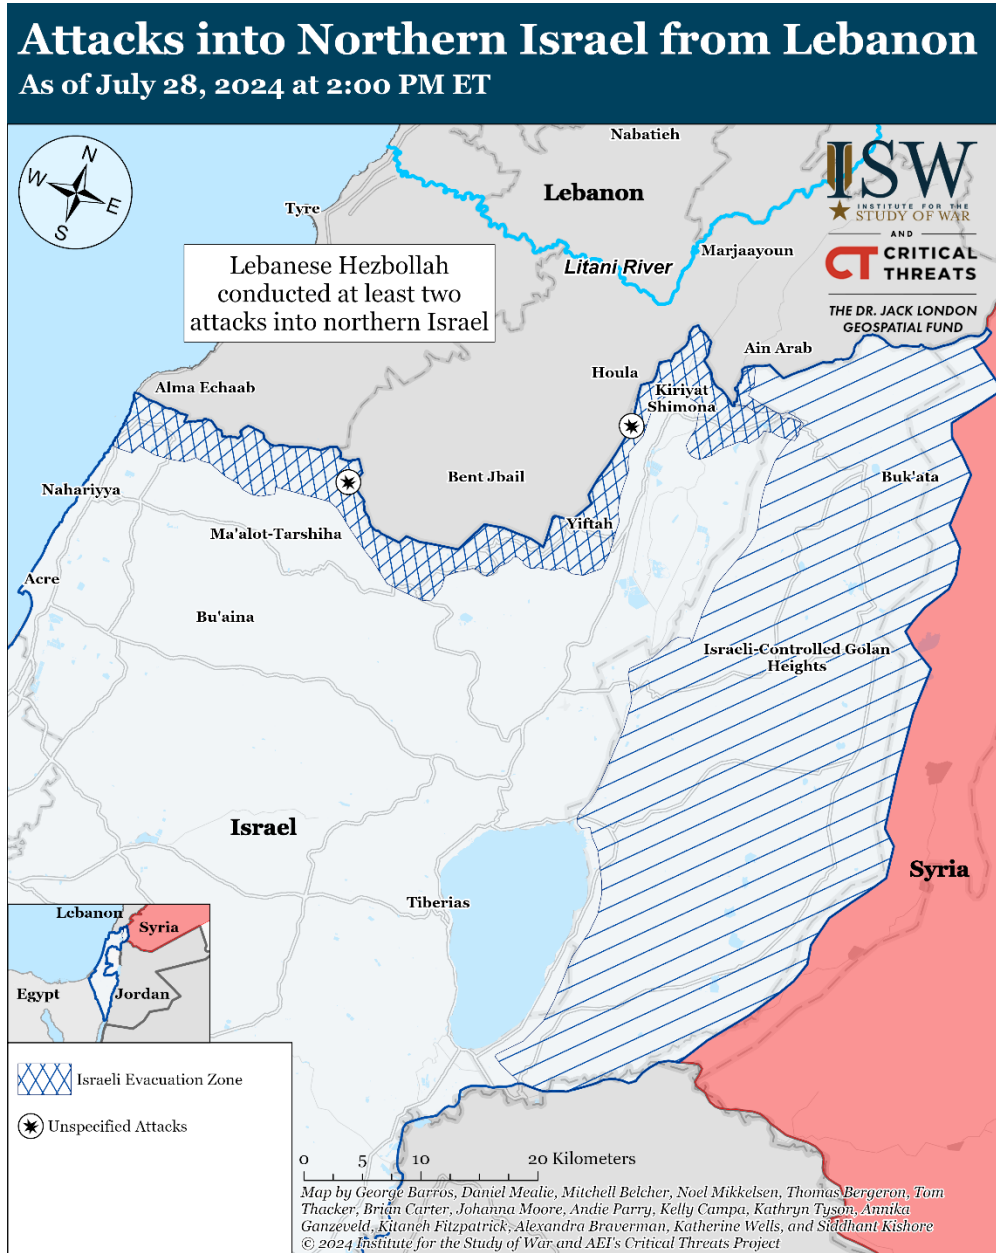 Attacks into Northern Israel from Lebanon
As of July 28, 2024 at 2:00 PM ET
N
W
E
S
Nabatieh
ISW
INSTITUTE FOR THE
STUDY OF WAR
AND
CT CRITICAL
THREATS
THE DR. JACK LONDON
GEOSPATIAL FUND
Lebanon
Tyre
Litani River
Marjaayoun
Lebanese Hezbollah
conducted at least two
attacks into northern Israel
Ain Arab
Houla
Alma Echaab
Kiriyat
Shimona
Bent Jbail
Buk'ata
Nahariyya
Yiftah
Ma'alot-Tarshiha
Acre
Bu'aina
Israeli-Controlled Golan
Heights
Israel
Syria
Tiberias
Lebanon
Syria
Egypt
Jordan
Israeli Evacuation Zone
Unspecified Attacks
0 5 10 20 Kilometers
Map by George Barros, Daniel Mealie, Mitchell Belcher, Noel Mikkelsen, Thomas Bergeron, Tom
Thacker, Brian Carter, Johanna Moore, Andie Parry, Kelly Campa, Kathryn Tyson, Annika
Ganzeveld, Kitaneh Fitzpatrick, Alexandra Braverman, Katherine Wells, and Siddhant Kishore
© 2024 Institute for the Study of War and AEI's Critical Threats Project